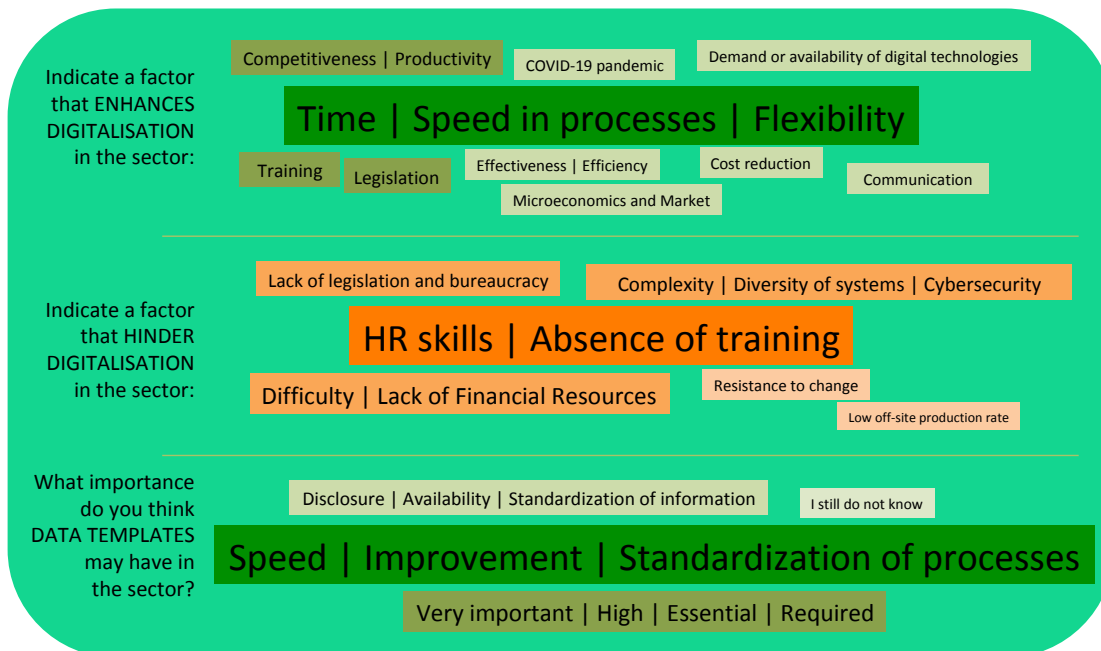 Indicate a factor
that ENHANCES
DIGITALISATION
in the sector:
Competitiveness | Productivity
COVID-19 pandemic
Demand or availability of digital technologies
Time | Speed in processes | Flexibility
Training
Legislation
Effectiveness | Efficiency
Cost reduction
Communication
Microeconomics and Market
Indicate a factor
that HINDER
DIGITALISATION
in the sector:
Lack of legislation and bureaucracy
Complexity | Diversity of systems | Cybersecurity
HR skills | Absence of training
Difficulty | Lack of Financial Resources
Resistance to change
Low off-site production rate
What importance
do you think
DATA TEMPLATES
may have in
the sector?
Disclosure | Availability | Standardization of information
I still do not know
Speed | Improvement | Standardization of processes
Very important | High | Essential | Required